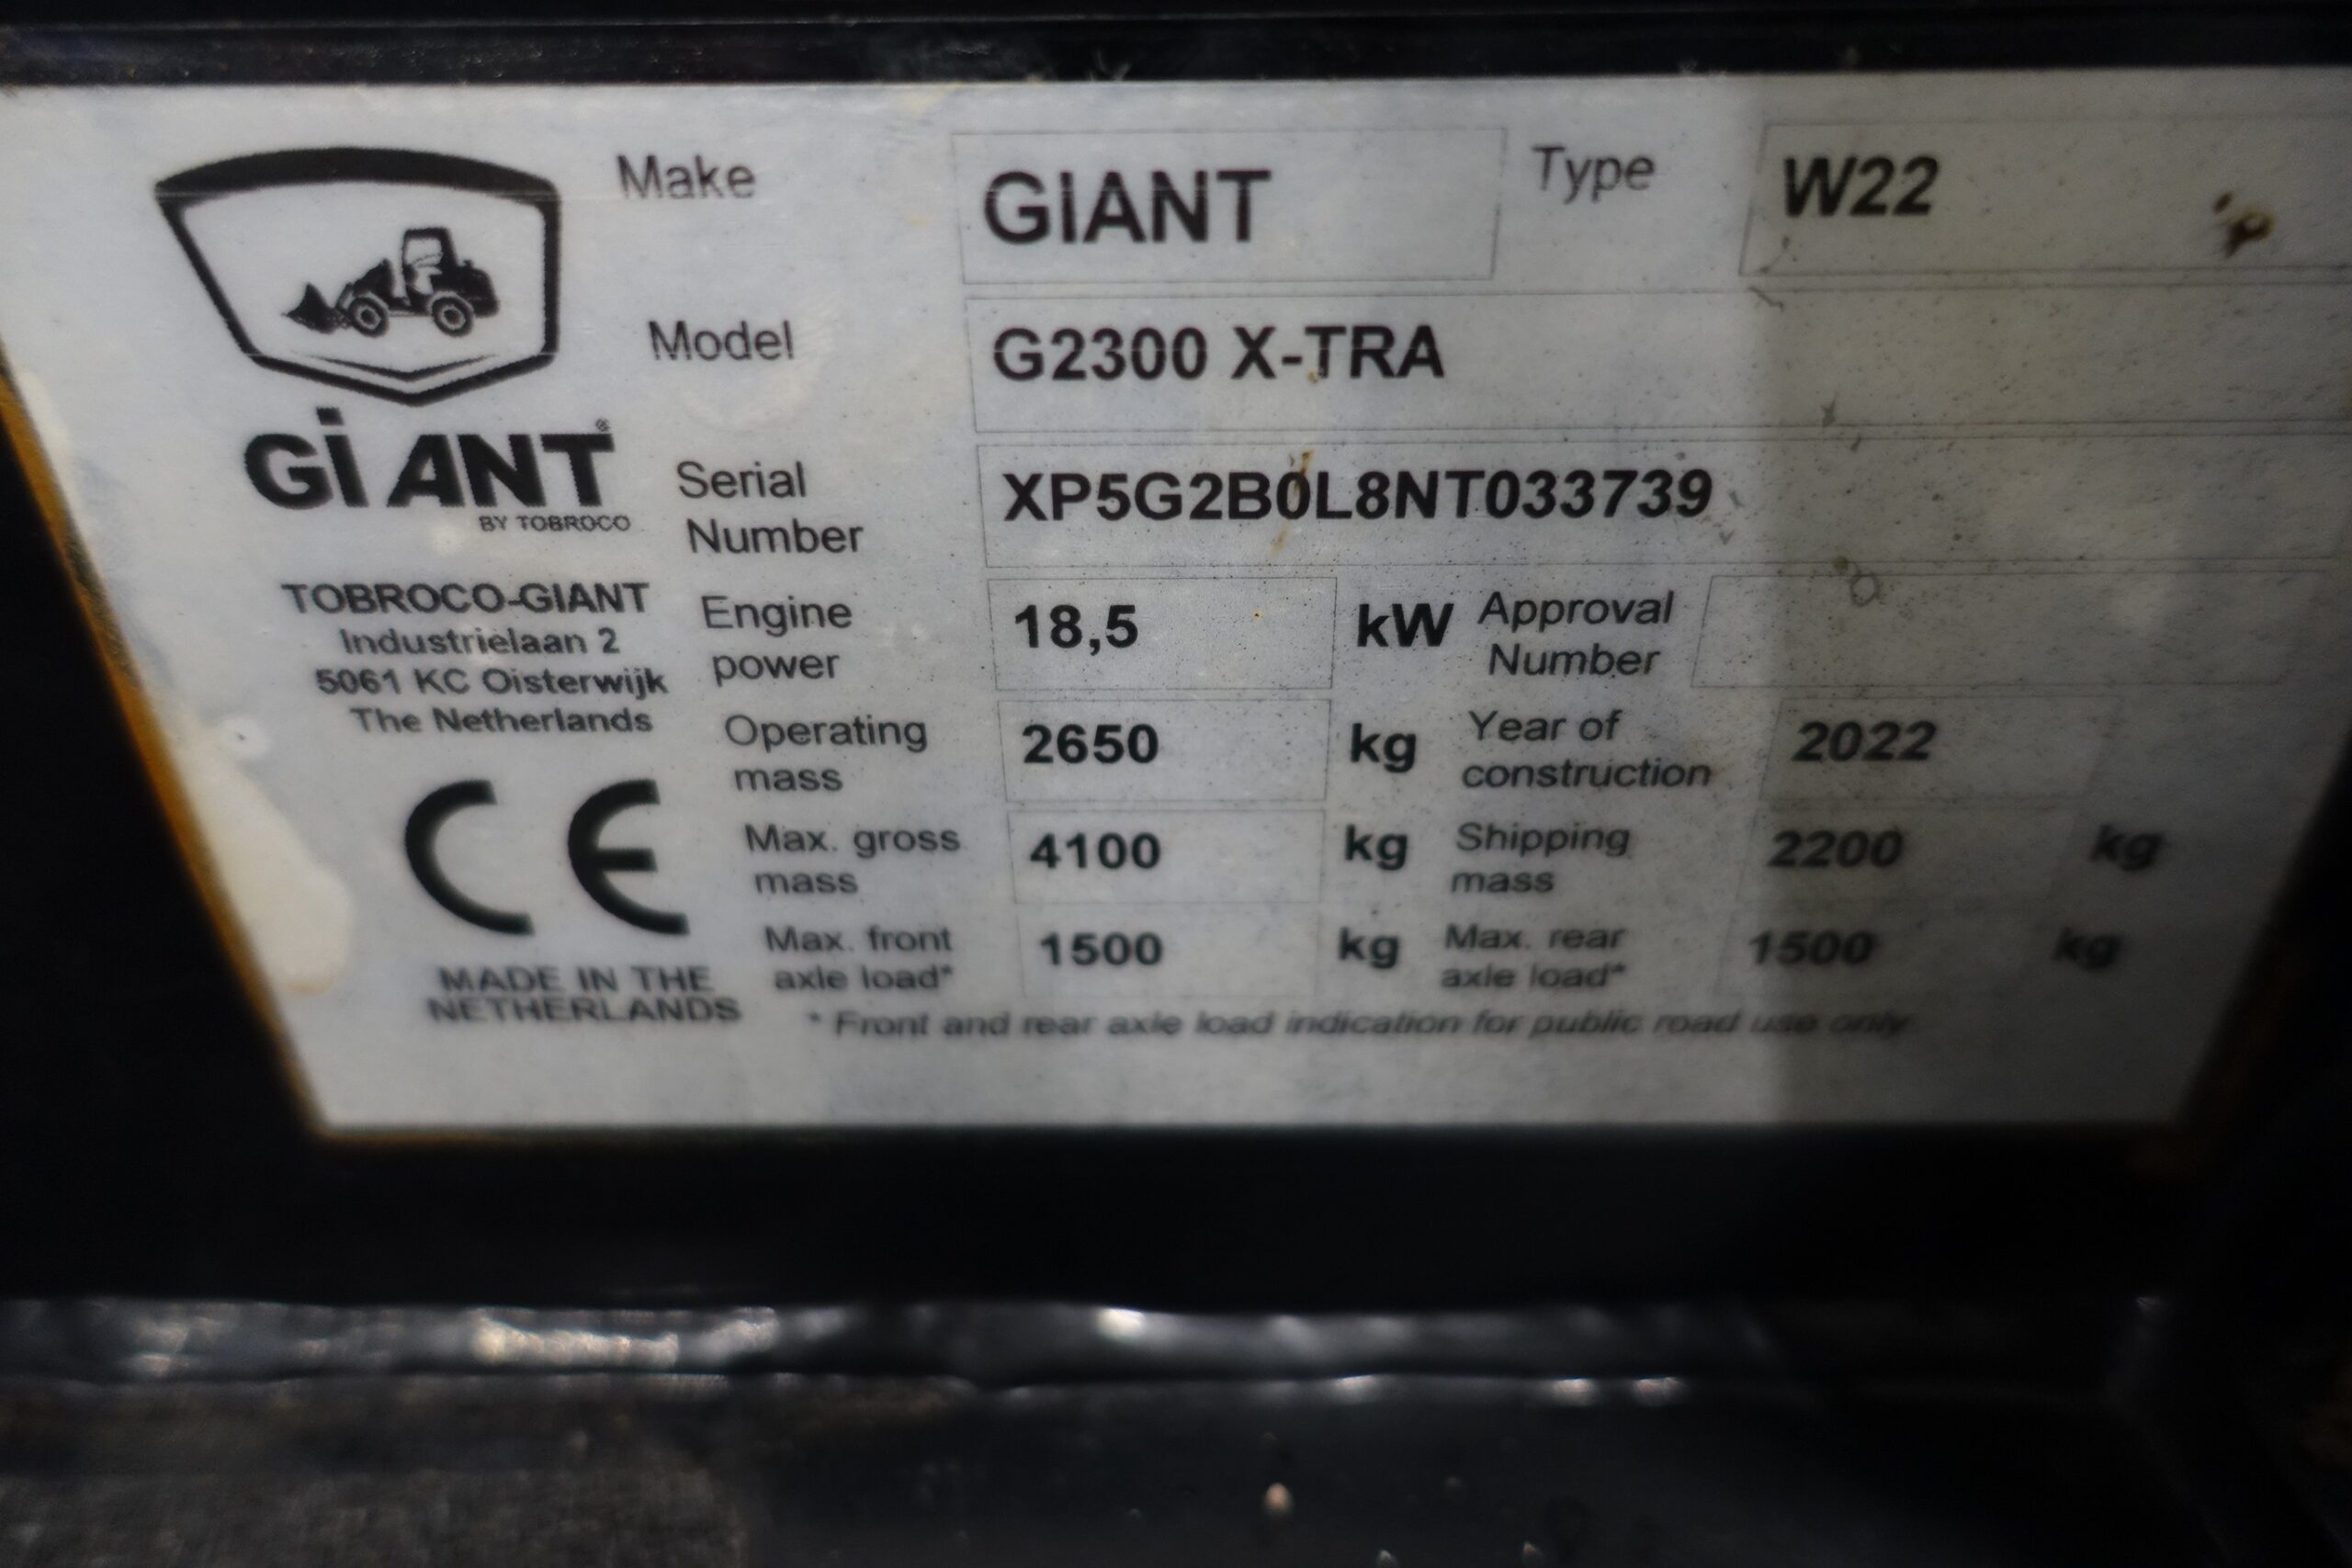 Make GIANT Type W22
Model G2300 X-TRA
GiANT®
BY TOBROCO
Serial Number XP5G2B0L8NT033739
TOBROCO-GIANT
Industrielaan 2
5061 KC Oisterwijk
The Netherlands
Engine power 18,5 kW Approval Number
Operating mass 2650 kg Year of construction 2022
CE
Max. gross mass 4100 kg Shipping mass 2200 kg
Max. front axle load* 1500 kg Max. rear axle load* 1500 kg
MADE IN THE
NETHERLANDS
* Front and rear axle load indication for public road use only